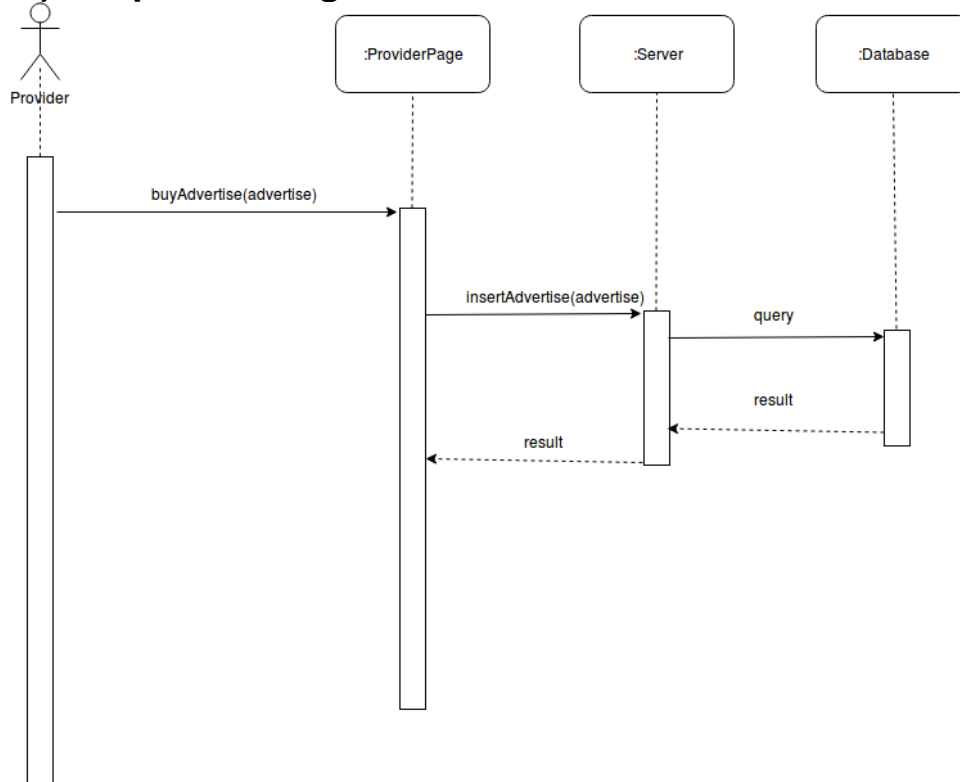 :ProviderPage
:Server
:Database
Provider
buyAdvertise(advertise)
insertAdvertise(advertise)
query
result
result